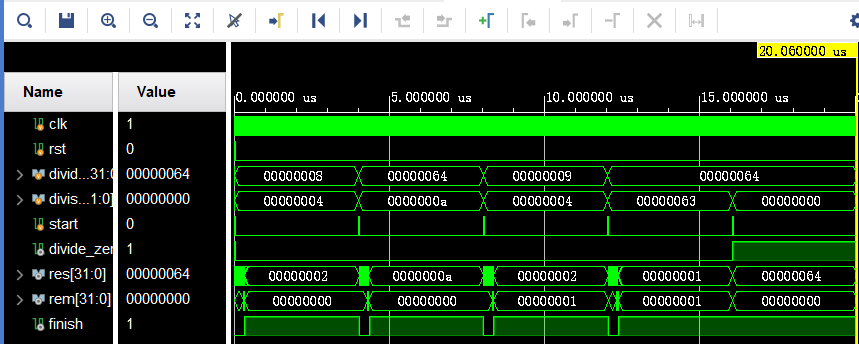 20.060000 us
Name Value
0.000000 us 5.000000 us 10.000000 us 15.000000 us
clk 1
rst 0
divid...31:0 00000064 00000008 00000064 00000009 00000064
divis...1:0] 00000000 00000004 0000000a 00000004 00000063 00000000
start 0
divide_zer 1
res[31:0] 00000064 00000002 0000000a 00000002 00000001 00000064
rem[31:0] 00000000 00000000 00000000 00000001 00000001 00000000
finish 1